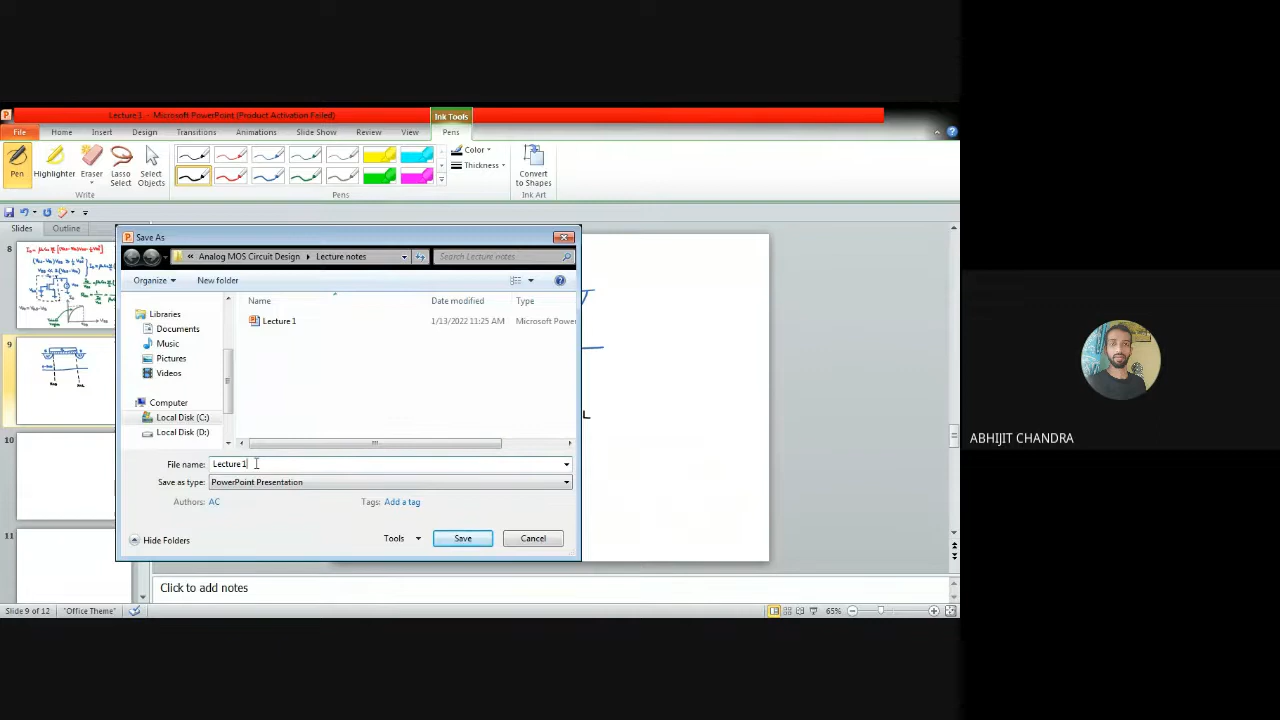 Lecture1 - Microsoft PowerPoint (Product Activation Failed)
Ink Tools
File Home Insert Design Transitions Animations Slide Show Review View Pens
Pen Highlighter Eraser Lasso Select Select Objects
Color
Thickness
Convert to Shapes
Write Pens Ink Art
Slides Outline
Save As
« Analog MOS Circuit Design Lecture notes
Search Lecture notes
Organize New folder
Name Date modified Type
Lecture 1 1/13/2022 11:25 AM Microsoft Power
Libraries
Documents
Music
Pictures
Videos
Computer
Local Disk (C:)
Local Disk (D:)
File name: Lecture1
Save as type: PowerPoint Presentation
Authors: AC Tags: Add a tag
Hide Folders Tools Save Cancel
8
9
10
11
L
Click to add notes
Slide 9 of 12 "Office Theme" 65%
ABHIJIT CHANDRA